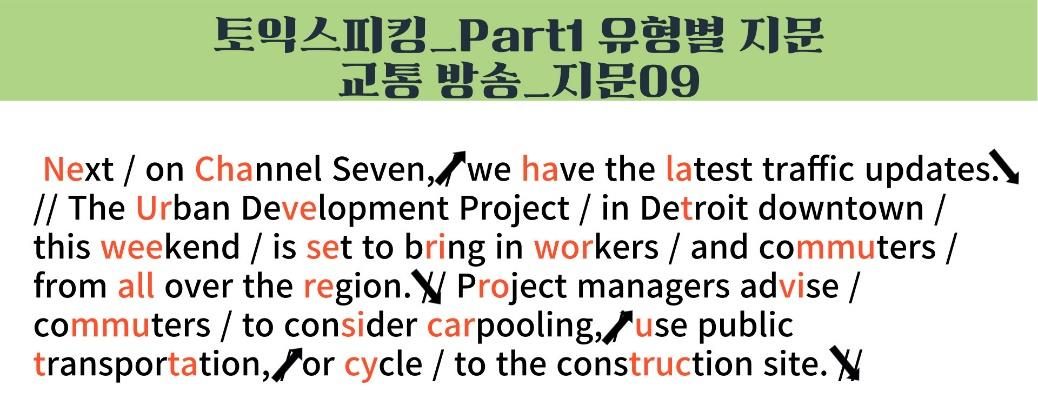 토익스피킹_Part1 유형별 지문
교통 방송_지문09
Next / on Channel Seven, / we have the latest traffic updates.
// The Urban Development Project / in Detroit downtown /
this weekend / is set to bring in workers / and commuters /
from all over the region. // Project managers advise /
commuters / to consider carpooling, / use public
transportation, / or cycle / to the construction site. //